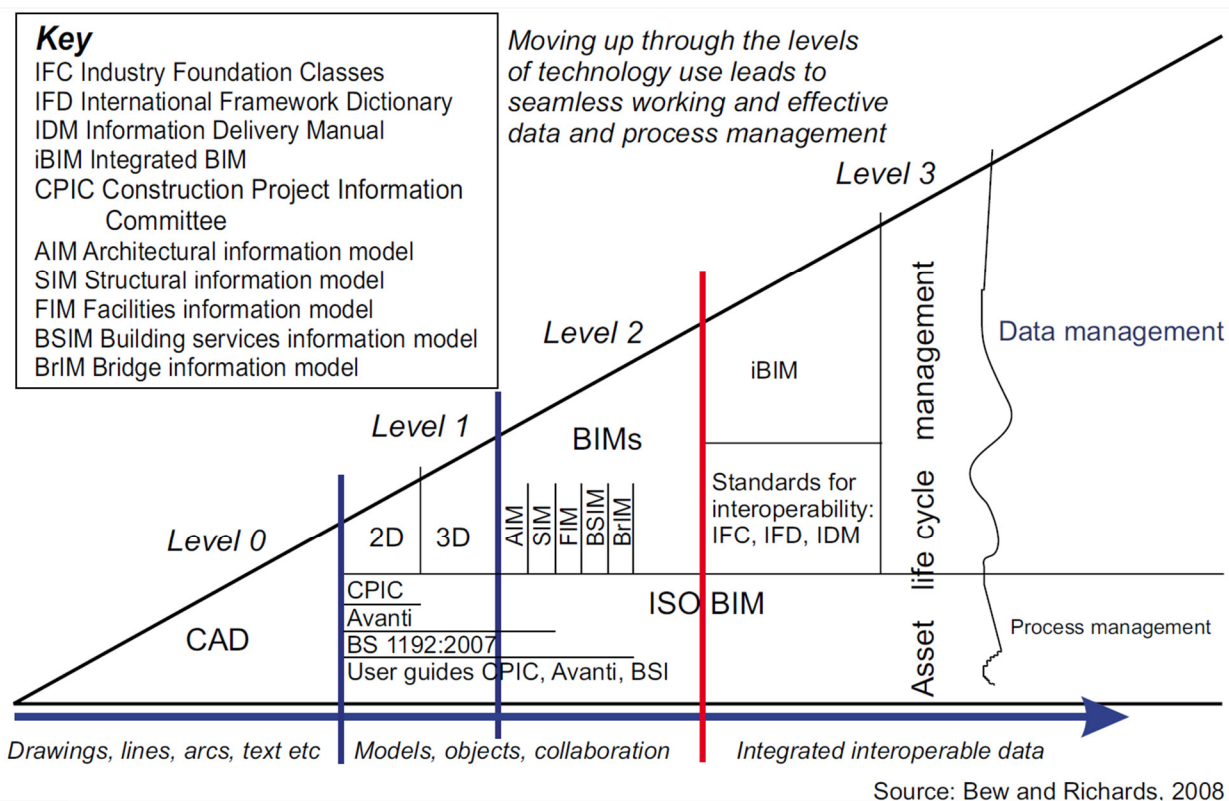 Key
IFC Industry Foundation Classes
IFD International Framework Dictionary
IDM Information Delivery Manual
iBIM Integrated BIM
CPIC Construction Project Information
Committee
AIM Architectural information model
SIM Structural information model
FIM Facilities information model
BSIM Building services information model
BrIM Bridge information model
Moving up through the levels
of technology use leads to
seamless working and effective
data and process management
Level 0
Level 1
Level 2
Level 3
CAD
2D
3D
BIMs
AIM
SIM
FIM
BSIM
BrIM
iBIM
Standards for
interoperability:
IFC, IFD, IDM
CPIC
Avanti
BS 1192:2007
User guides CPIC, Avanti, BSI
ISO BIM
Asset life cycle management
Data management
Process management
Drawings, lines, arcs, text etc
Models, objects, collaboration
Integrated interoperable data
Source: Bew and Richards, 2008